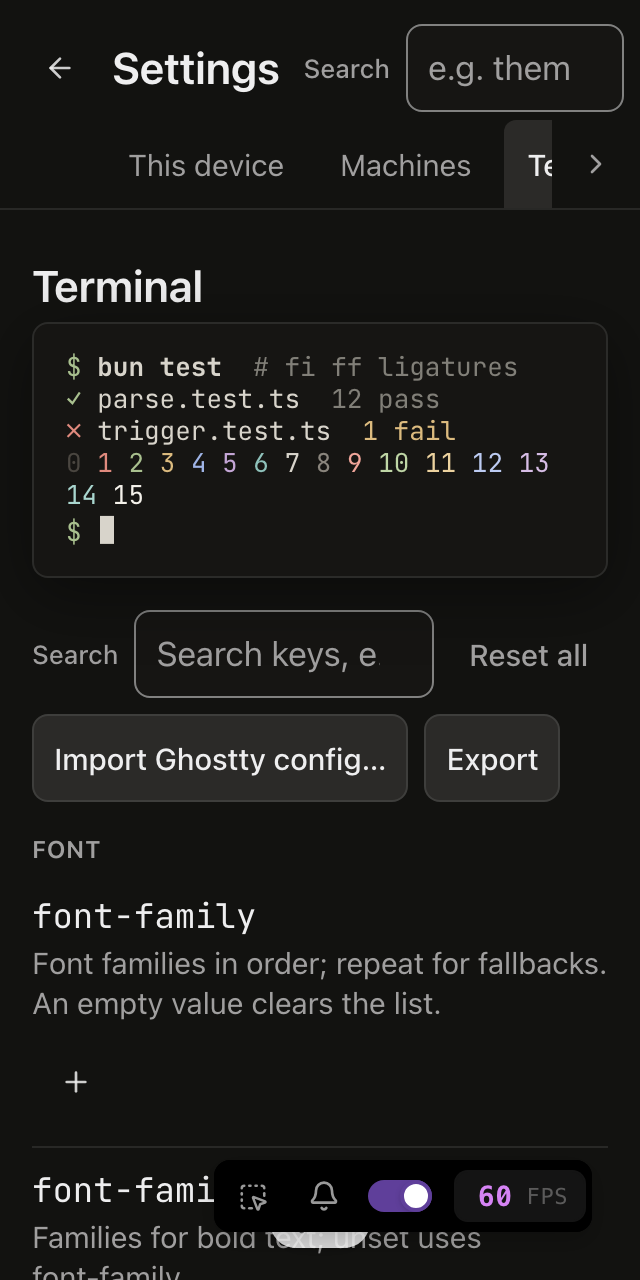 Settings Search e.g. them
This device Machines Te
Terminal
$ bun test # fi ff ligatures
✓ parse.test.ts 12 pass
✕ trigger.test.ts 1 fail
0 1 2 3 4 5 6 7 8 9 10 11 12 13
14 15
$
Search Search keys, e. Reset all
Import Ghostty config... Export
FONT
font-family
Font families in order; repeat for fallbacks.
An empty value clears the list.
+
font-fami
60 FPS
Families for bold text; unset uses
font-family.